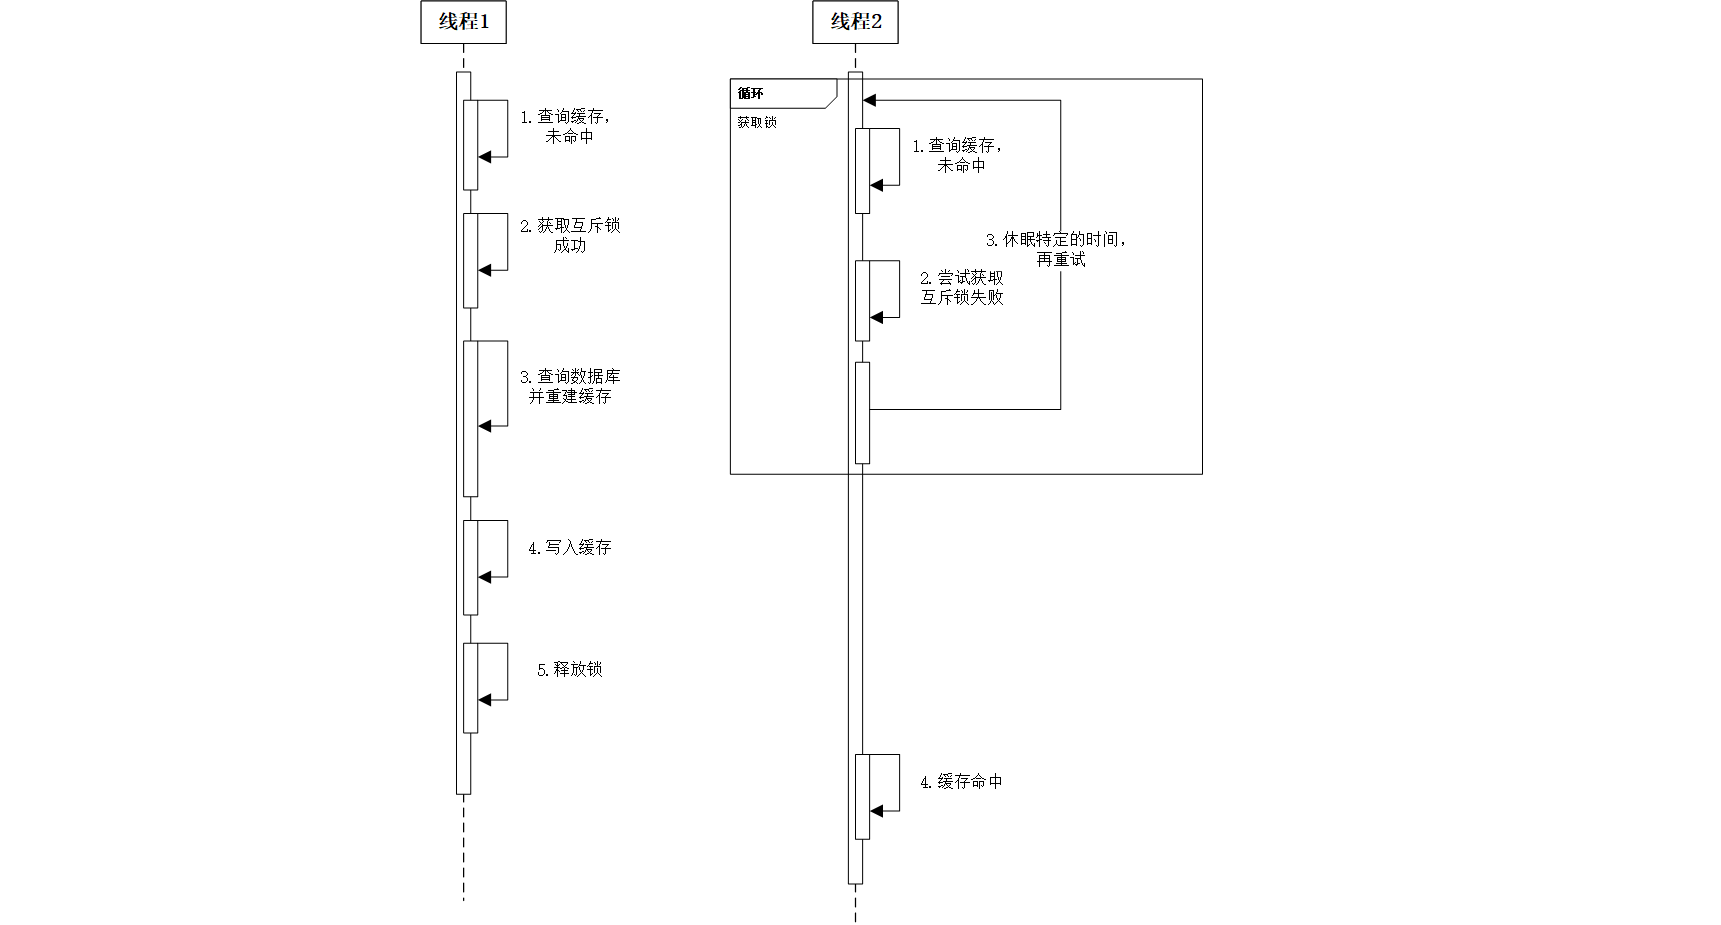 线程1
1.查询缓存，
未命中
2.获取互斥锁
成功
3.查询数据库
并重建缓存
4.写入缓存
5.释放锁
线程2
循环
获取锁
1.查询缓存，
未命中
2.尝试获取
互斥锁失败
3.休眠特定的时间，
再重试
4.缓存命中